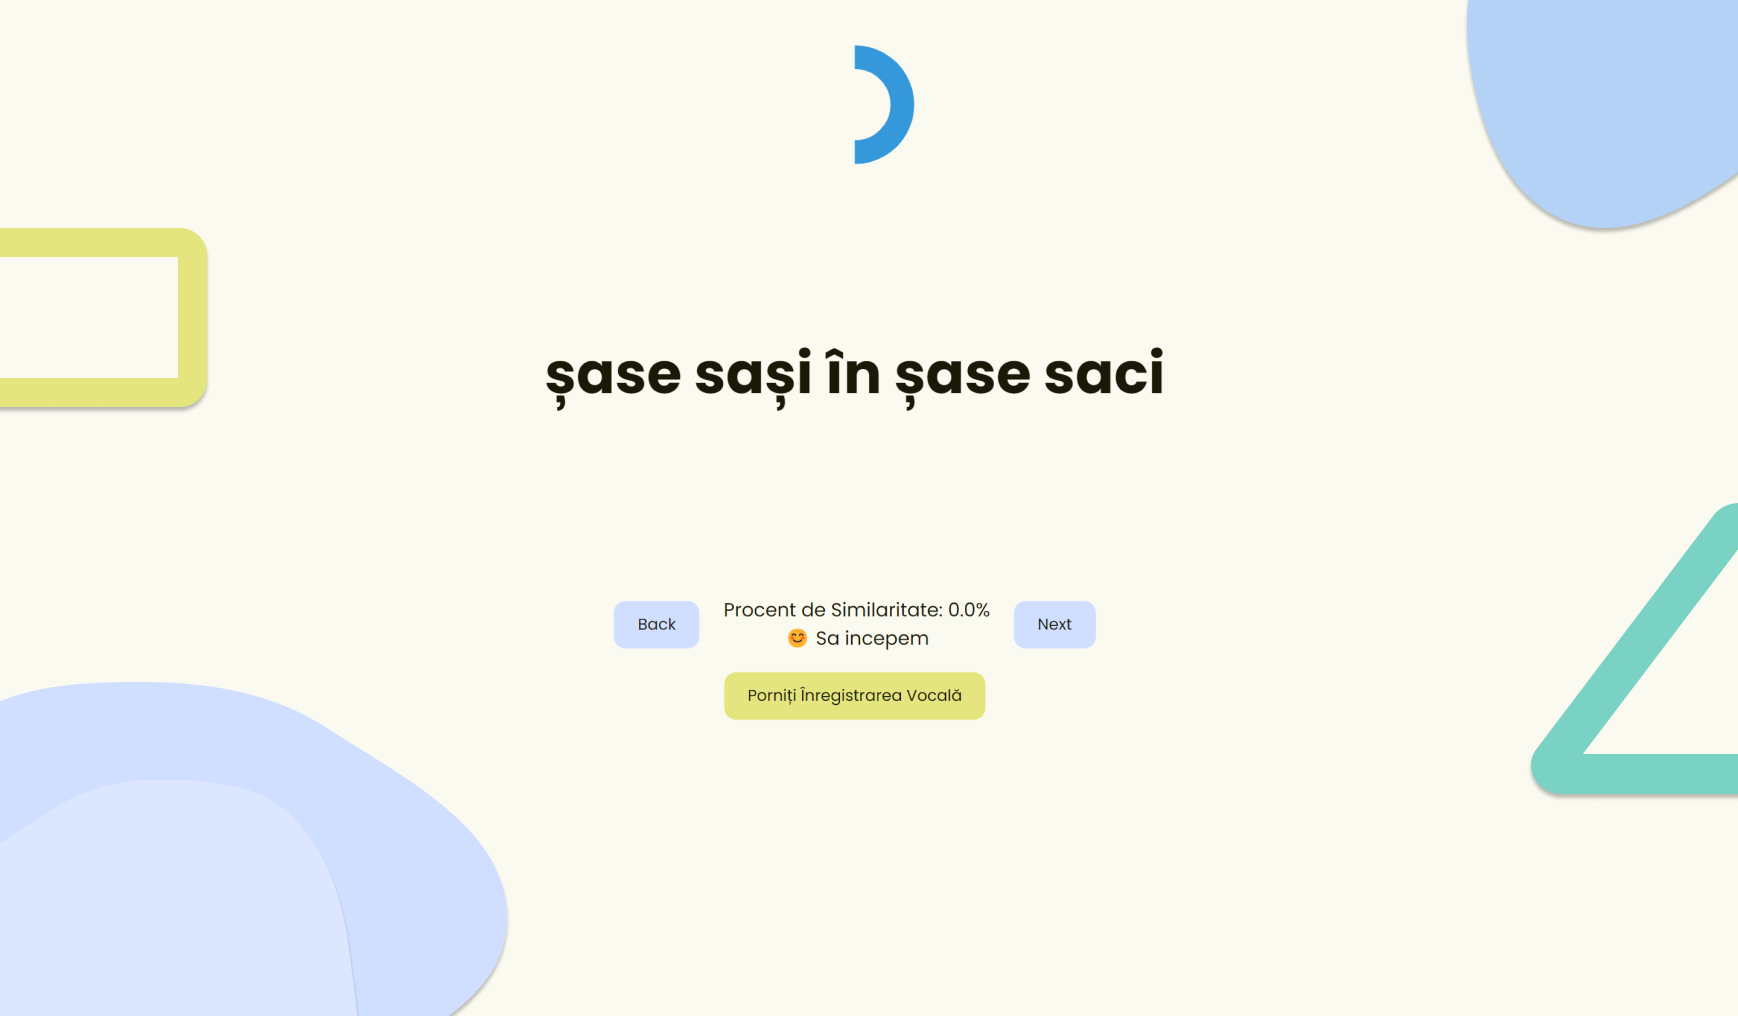 șase sași în șase saci
Back
Procent de Similaritate: 0.0%
😊 Sa incepem
Next
Porniți Înregistrarea Vocală